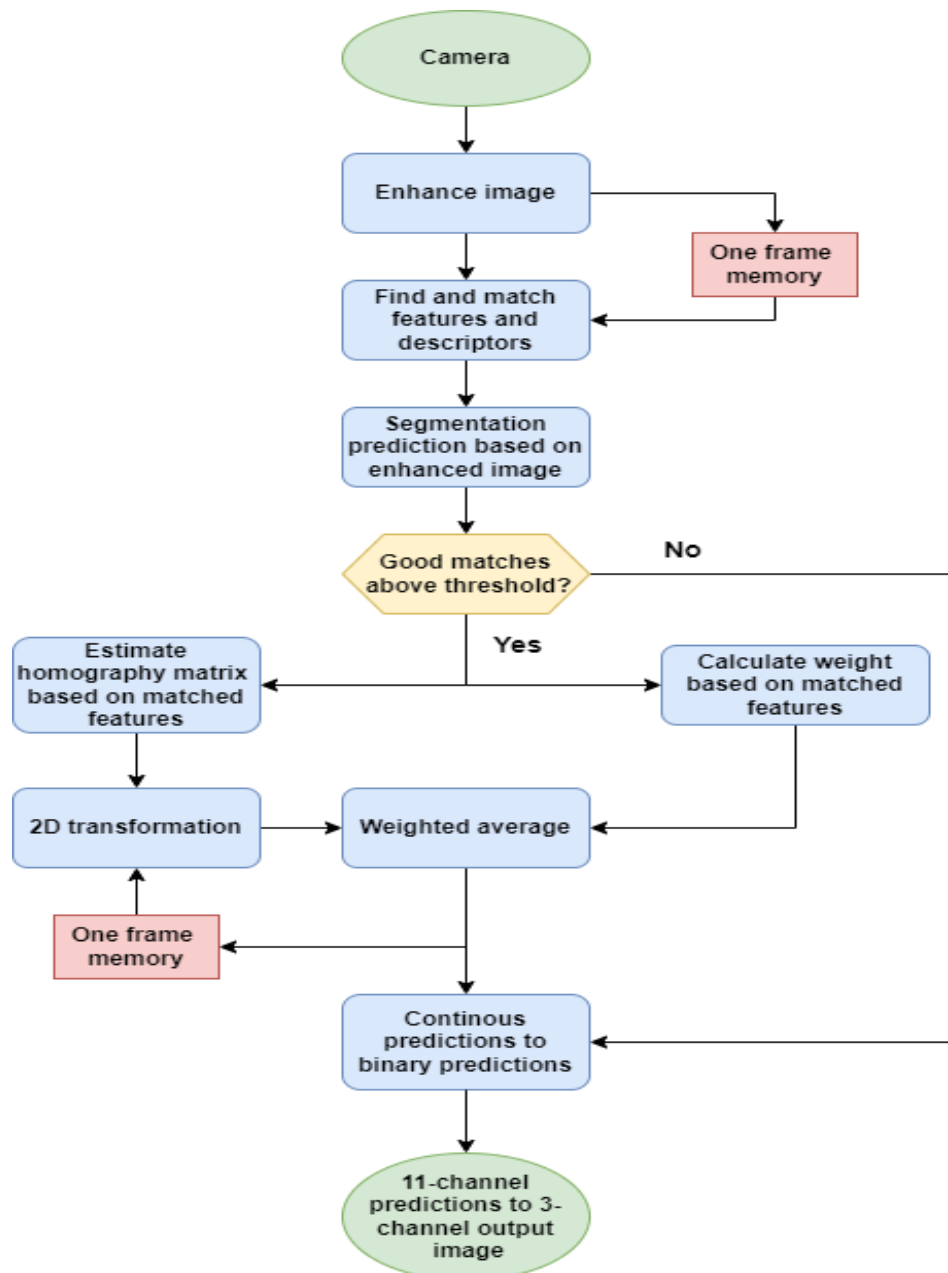 Camera
Enhance image
One frame
memory
Find and match
features and
descriptors
Segmentation
prediction based on
enhanced image
Good matches
above threshold?
No
Yes
Estimate
homography matrix
based on matched
features
Calculate weight
based on matched
features
2D transformation
Weighted average
One frame
memory
Continous
predictions to
binary predictions
11-channel
predictions to 3-
channel output
image